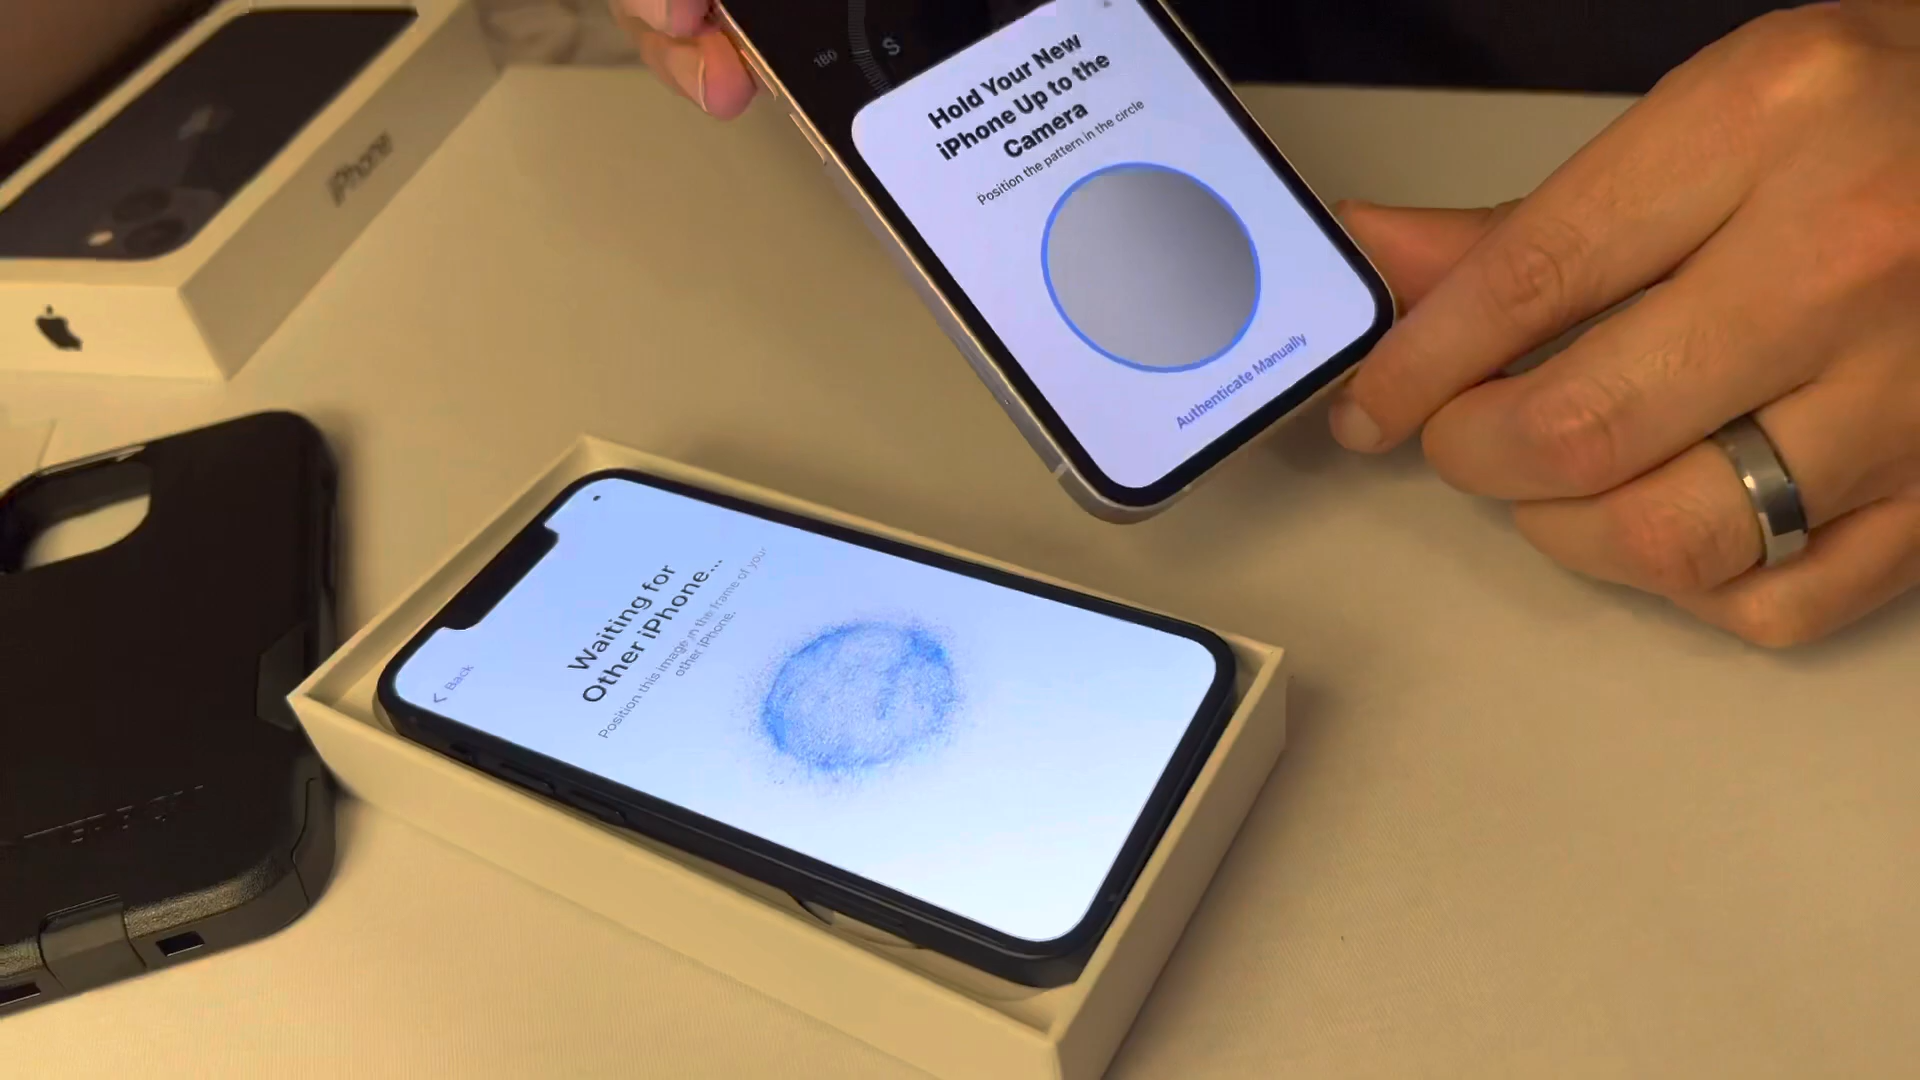 180
S
Hold Your New
iPhone Up to the
Camera
Position the pattern in the circle
Authenticate Manually
iPhone
Back
Waiting for
Other iPhone...
Position this image in the frame of your
other iPhone.